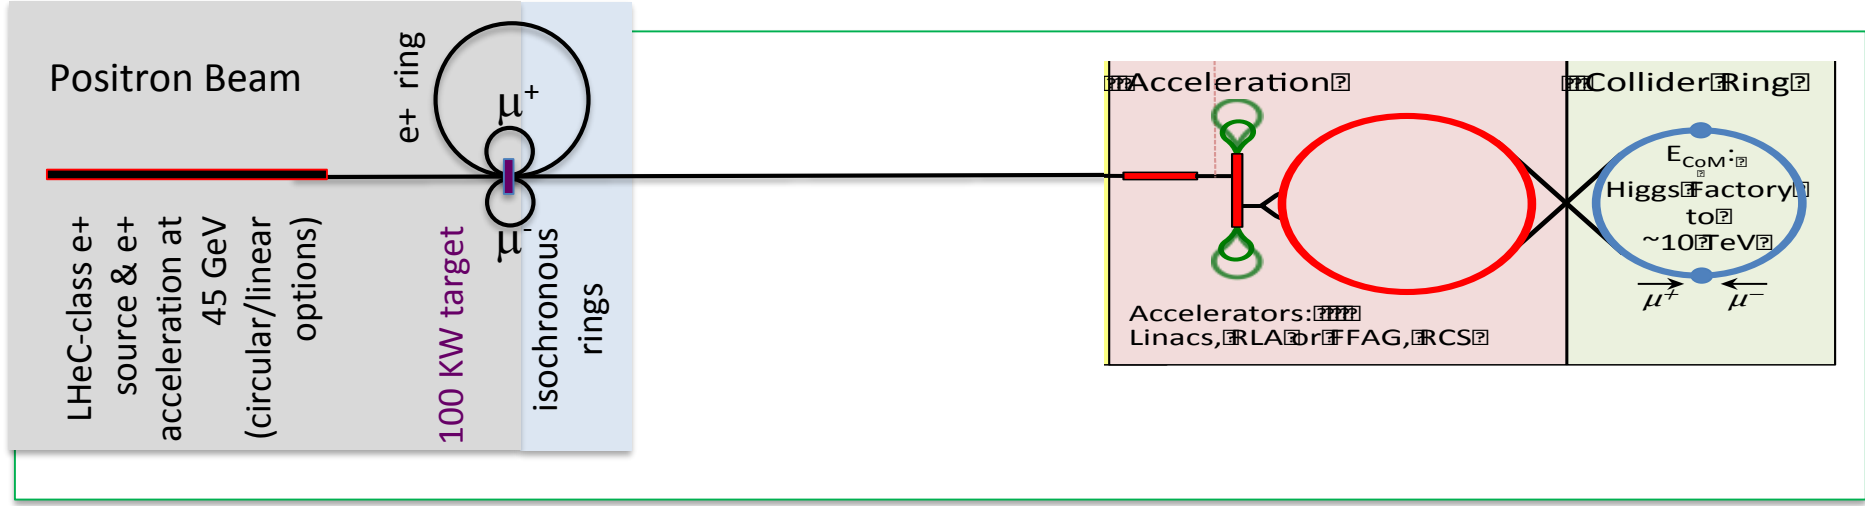 Positron Beam
e+ ring
μ+
μ-
LHeC-class e+
source & e+
acceleration at
45 GeV
(circular/linear
options)
100 KW target
isochronous
rings
Acceleration
Accelerators:
Linacs, RLA or FFAG, RCS
Collider Ring
ECoM:
Higgs Factory
to
~10 TeV
μ+ μ−